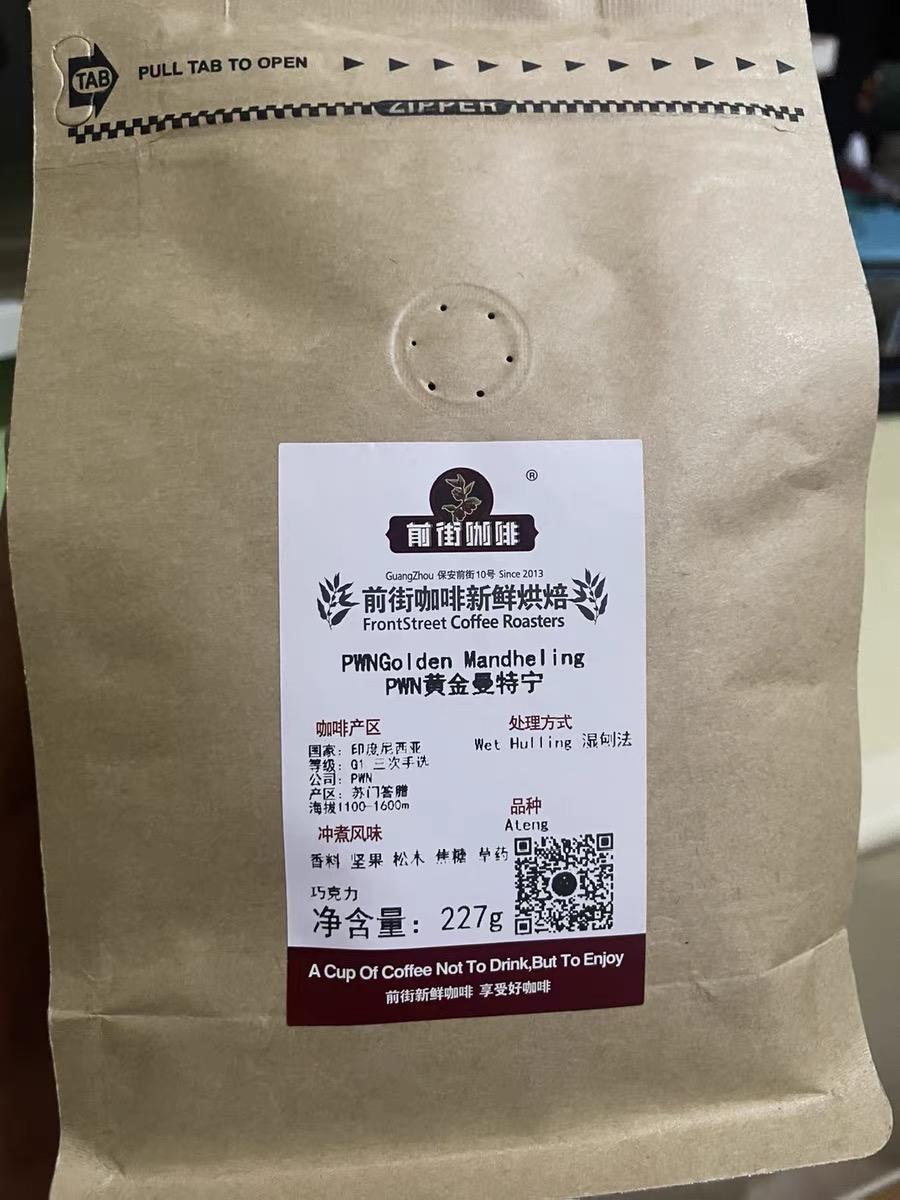 TAB
PULL TAB TO OPEN
ZIPPER
®
前街咖啡
GuangZhou 保安前街10号 Since 2013
前街咖啡新鲜烘焙
FrontStreet Coffee Roasters
PWNGolden Mandheling
PWN黄金曼特宁
咖啡产区
国家：印度尼西亚
等级：G1 三次手选
公司：PWN
产区：苏门答腊
海拔1100-1600m
处理方式
Wet Hulling 湿刨法
品种
Ateng
冲煮风味
香料 坚果 松木 焦糖 草药
巧克力
净含量：227g
A Cup Of Coffee Not To Drink,But To Enjoy
前街新鲜咖啡 享受好咖啡